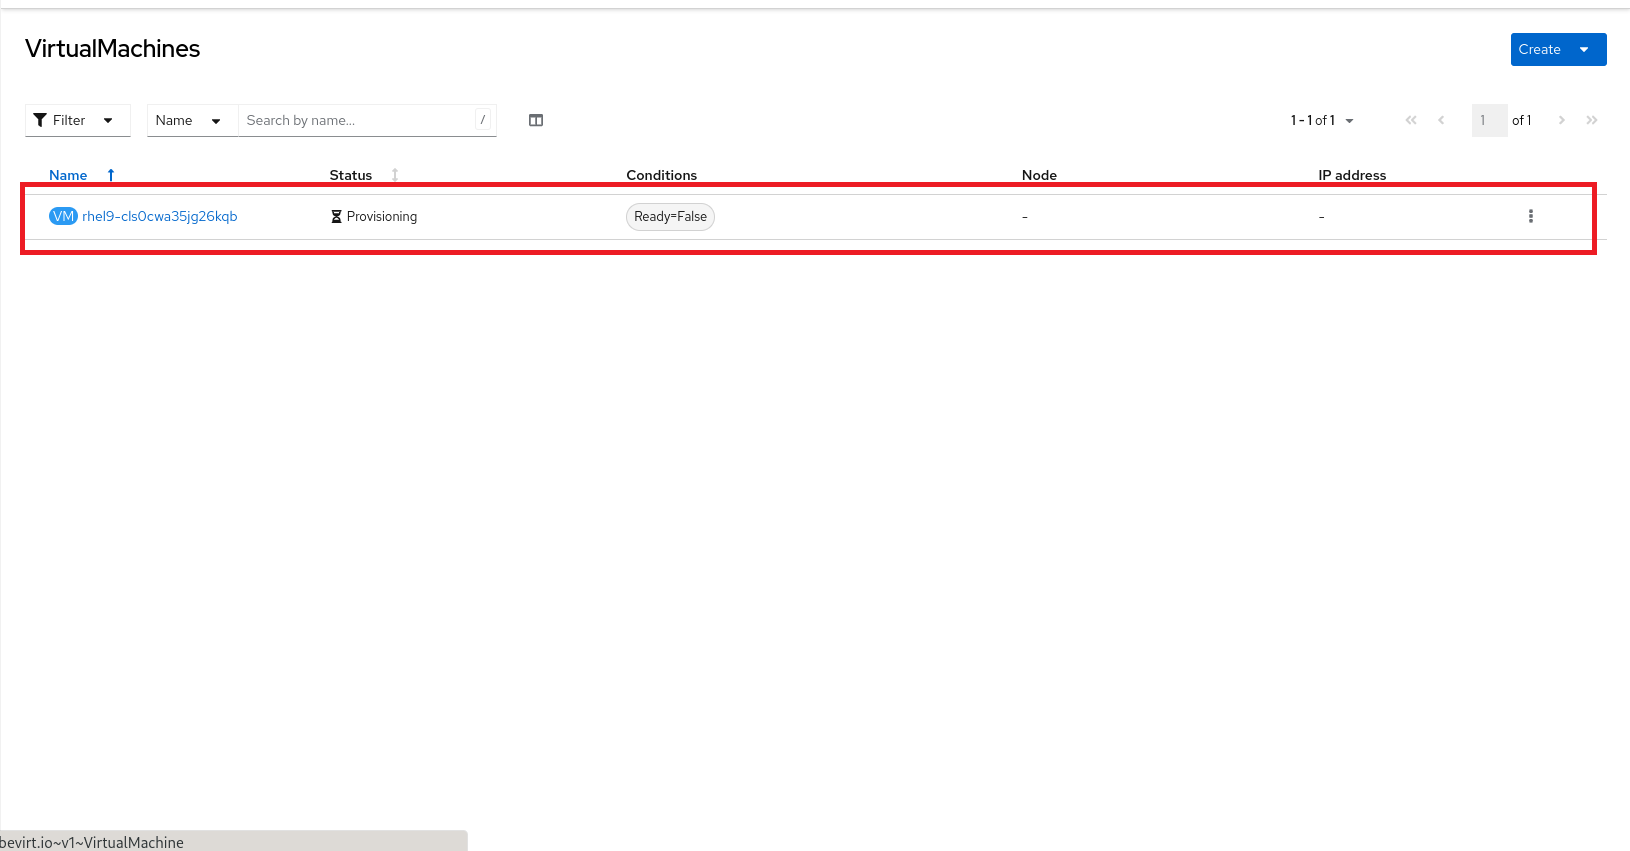 VirtualMachines
Create
Filter Name Search by name... / 1 - 1 of 1 1 of 1
Name Status Conditions Node IP address
VM rhel9-cls0cwa35jg26kqb Provisioning Ready=False - -
bevirt.io~v1~VirtualMachine